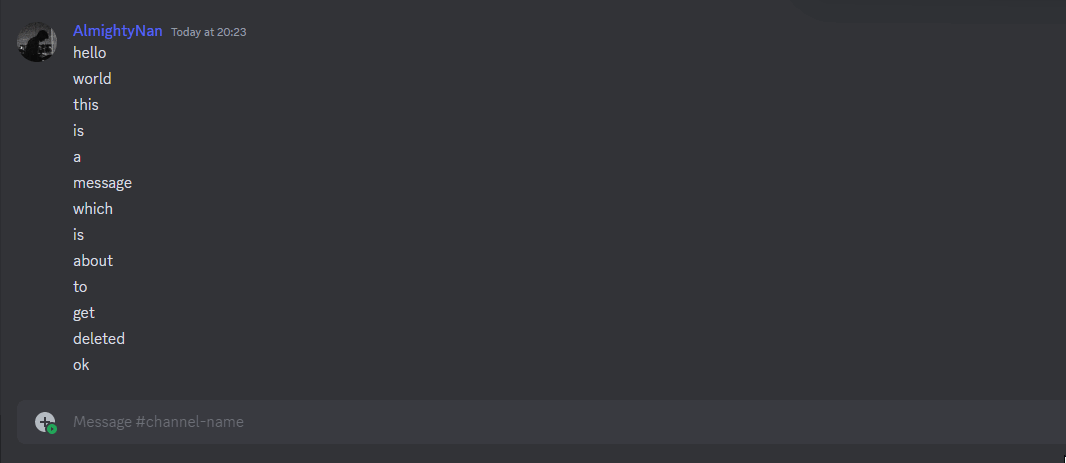 AlmightyNan Today at 20:23
hello
world
this
is
a
message
which
is
about
to
get
deleted
ok
Message #channel-name